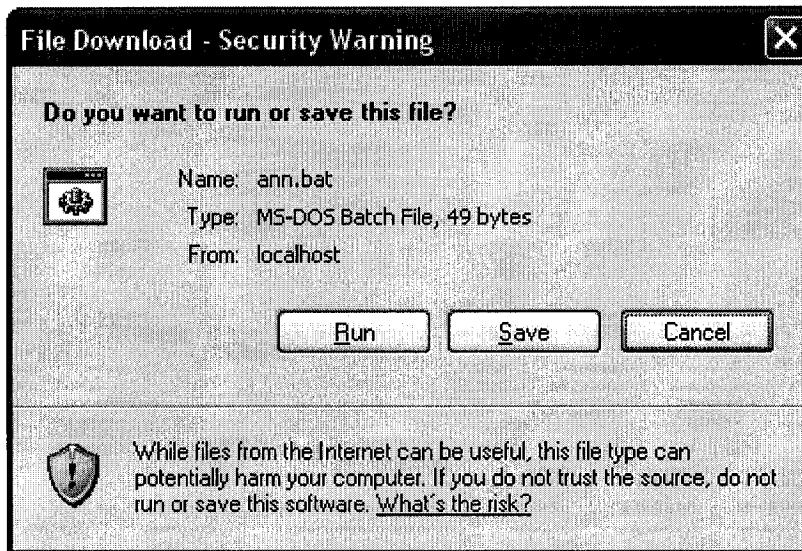 File Download - Security Warning
Do you want to run or save this file?
Name: ann.bat
Type: MS-DOS Batch File, 49 bytes
From: localhost
Run Save Cancel
While files from the Internet can be useful, this file type can
potentially harm your computer. If you do not trust the source, do not
run or save this software. What's the risk?